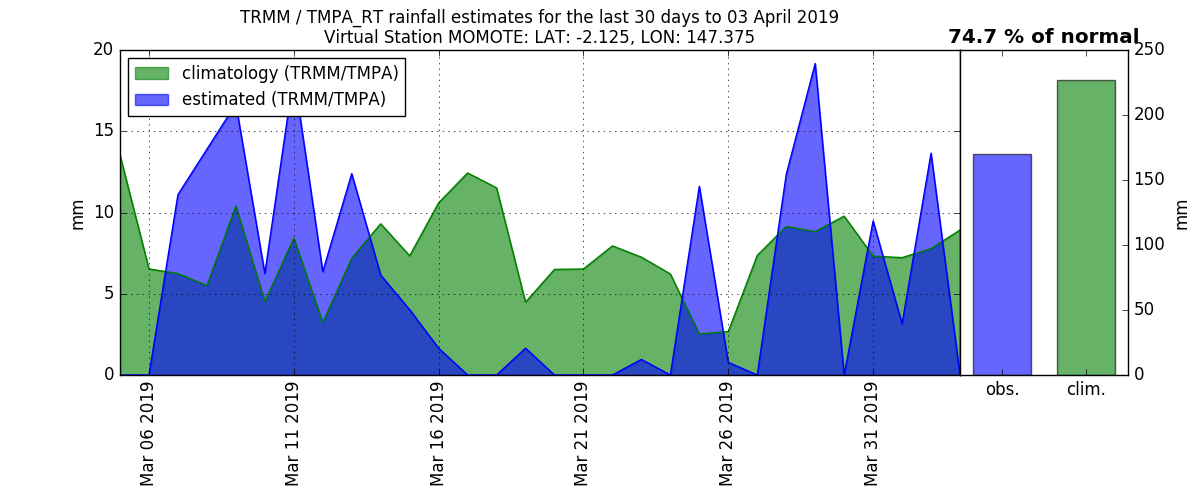 TRMM / TMPA_RT rainfall estimates for the last 30 days to 03 April 2019
Virtual Station MOMOTE: LAT: -2.125, LON: 147.375
74.7 % of normal
climatology (TRMM/TMPA)
estimated (TRMM/TMPA)
20
15
10
5
0
mm
Mar 06 2019
Mar 11 2019
Mar 16 2019
Mar 21 2019
Mar 26 2019
Mar 31 2019
obs.
clim.
250
200
150
100
50
0
mm